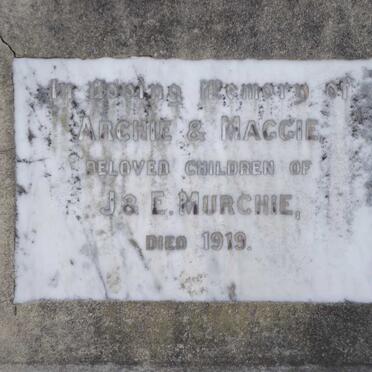 In Loving Memory of
ARCHIE & MAGGIE,
BELOVED CHILDREN OF
J & E. MURCHIE,
DIED 1919.